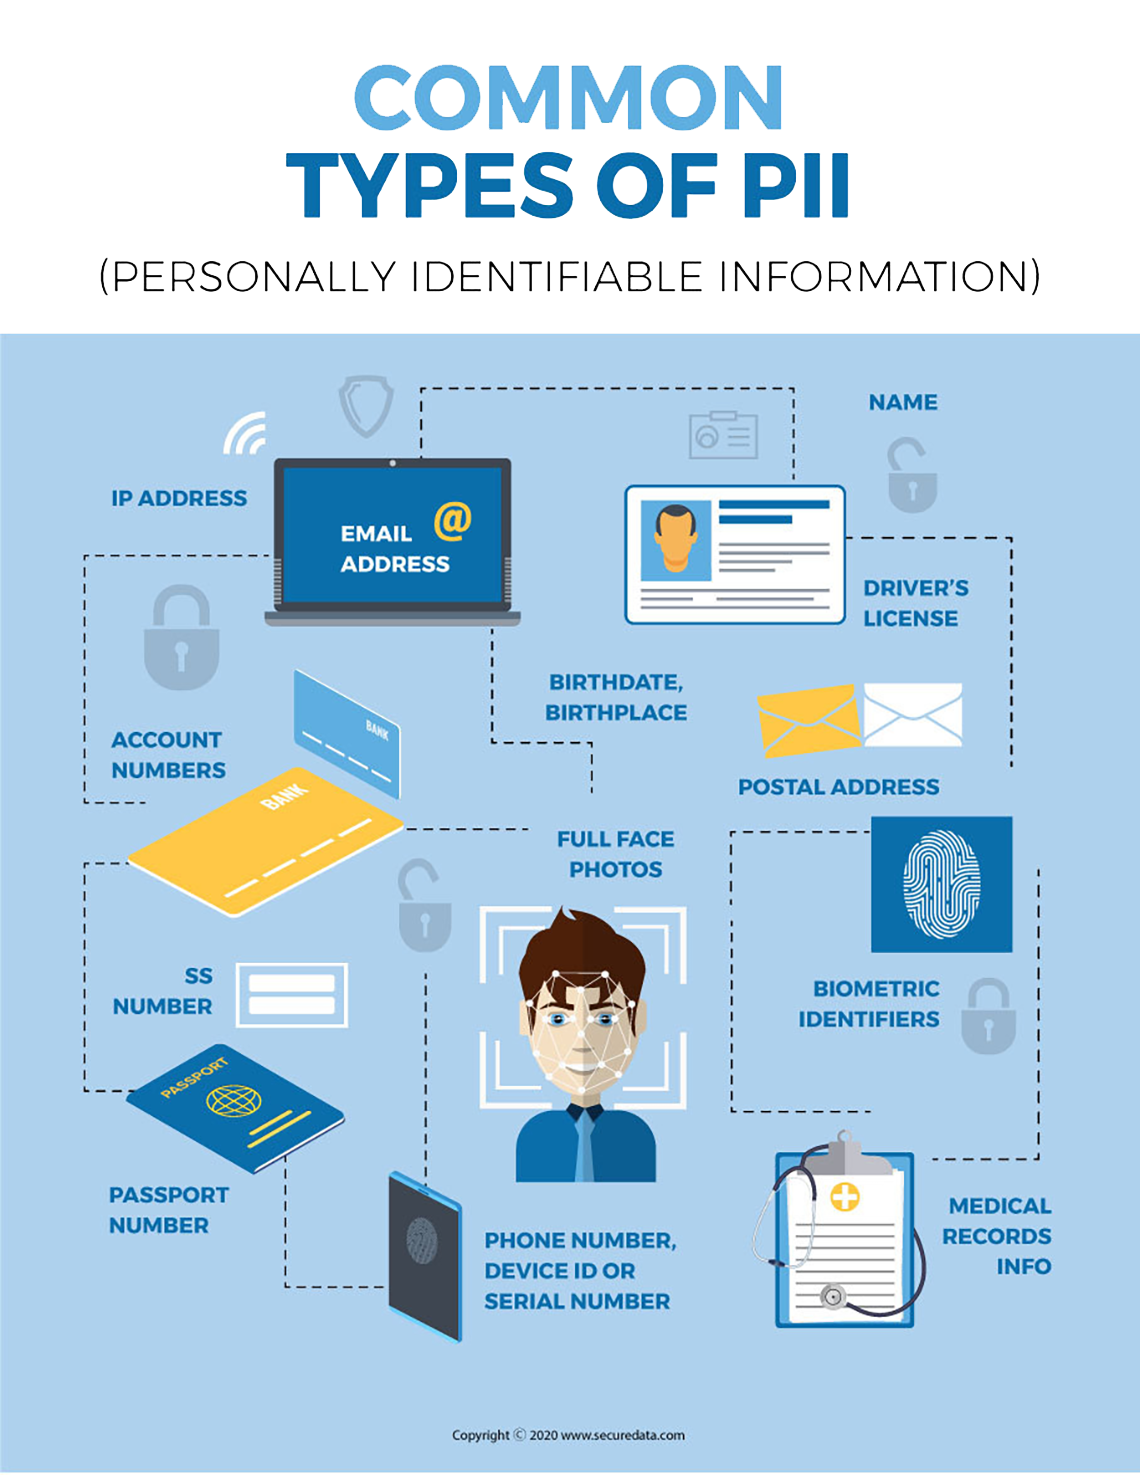 COMMON
TYPES OF PII
(PERSONALLY IDENTIFIABLE INFORMATION)
NAME
IP ADDRESS
EMAIL @
ADDRESS
DRIVER'S
LICENSE
BIRTHDATE,
BIRTHPLACE
BANK
ACCOUNT
NUMBERS
POSTAL ADDRESS
BANK
FULL FACE
PHOTOS
SS
NUMBER
BIOMETRIC
IDENTIFIERS
PASSPORT
PASSPORT
NUMBER
MEDICAL
RECORDS
INFO
PHONE NUMBER,
DEVICE ID OR
SERIAL NUMBER
Copyright © 2020 www.securedata.com